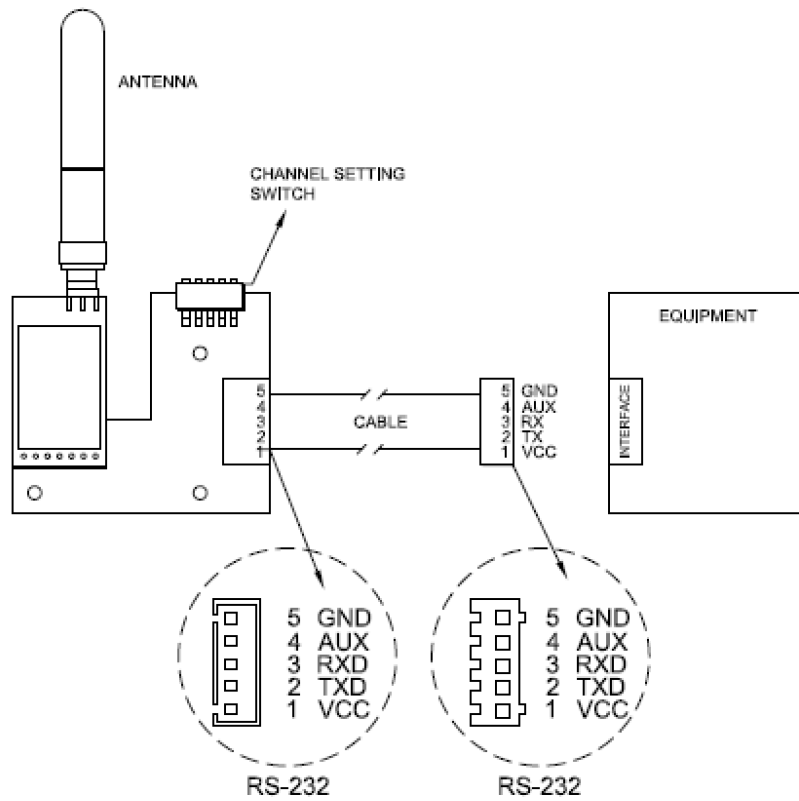 ANTENNA
CHANNEL SETTING
SWITCH
EQUIPMENT
5
4
3
2
1
CABLE
5 GND
4 AUX
3 RX
2 TX
1 VCC
INTERFACE
5 GND
4 AUX
3 RXD
2 TXD
1 VCC
RS-232
5 GND
4 AUX
3 RXD
2 TXD
1 VCC
RS-232